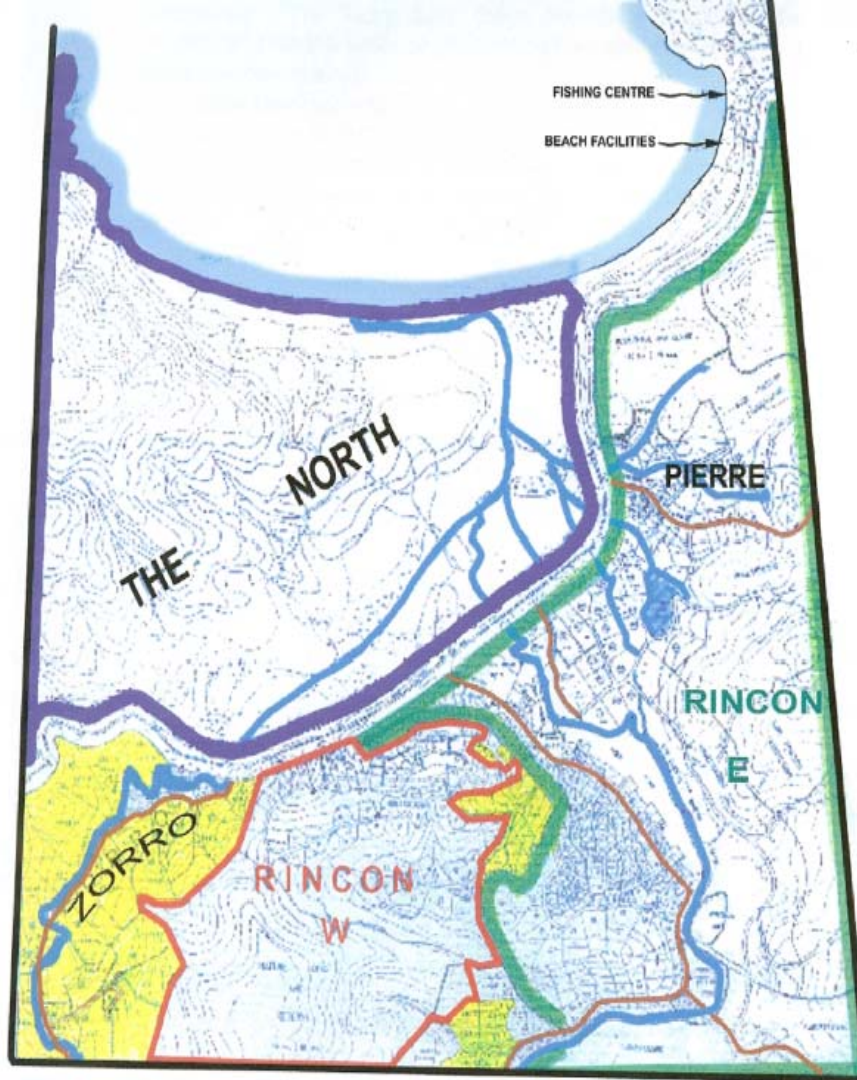 FISHING CENTRE
BEACH FACILITIES
THE NORTH
PIERRE
RINCON
E
ZORRO
RINCON
W